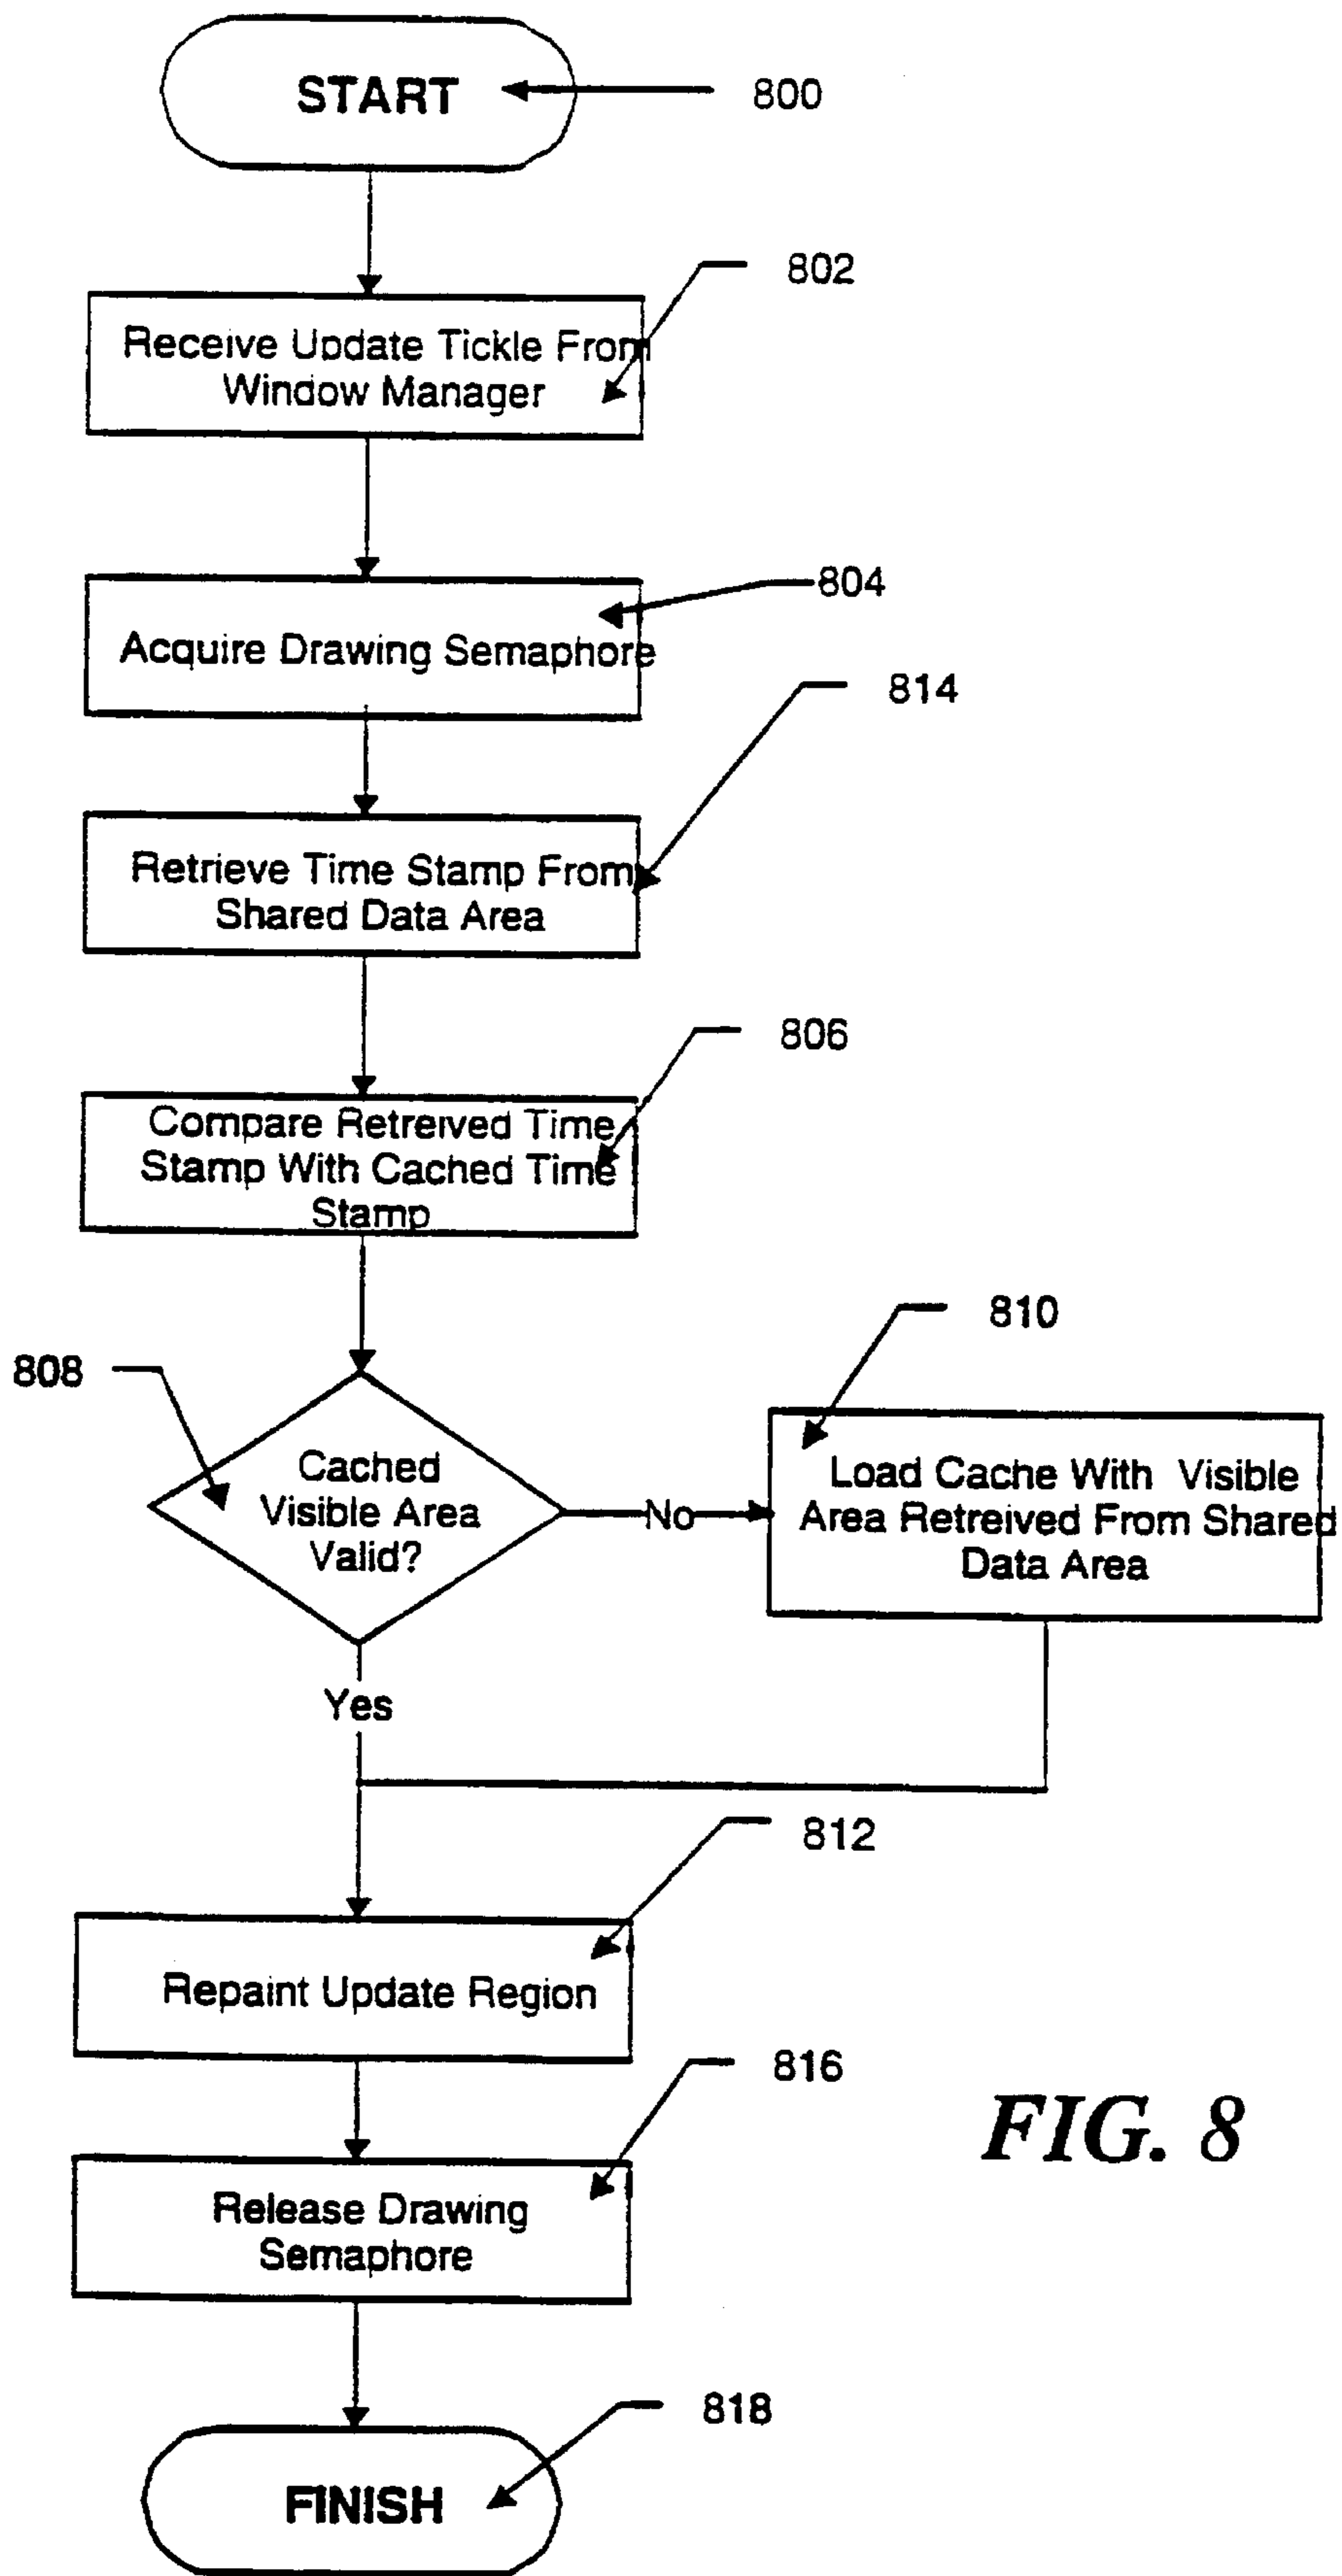 START
800
802
Receive Update Tickle From
Window Manager
804
Acquire Drawing Semaphore
814
Retrieve Time Stamp From
Shared Data Area
806
Compare Retreived Time
Stamp With Cached Time
Stamp
808
Cached
Visible Area
Valid?
No
810
Load Cache With Visible
Area Retreived From Shared
Data Area
Yes
812
Repaint Update Region
816
Release Drawing
Semaphore
FIG. 8
818
FINISH